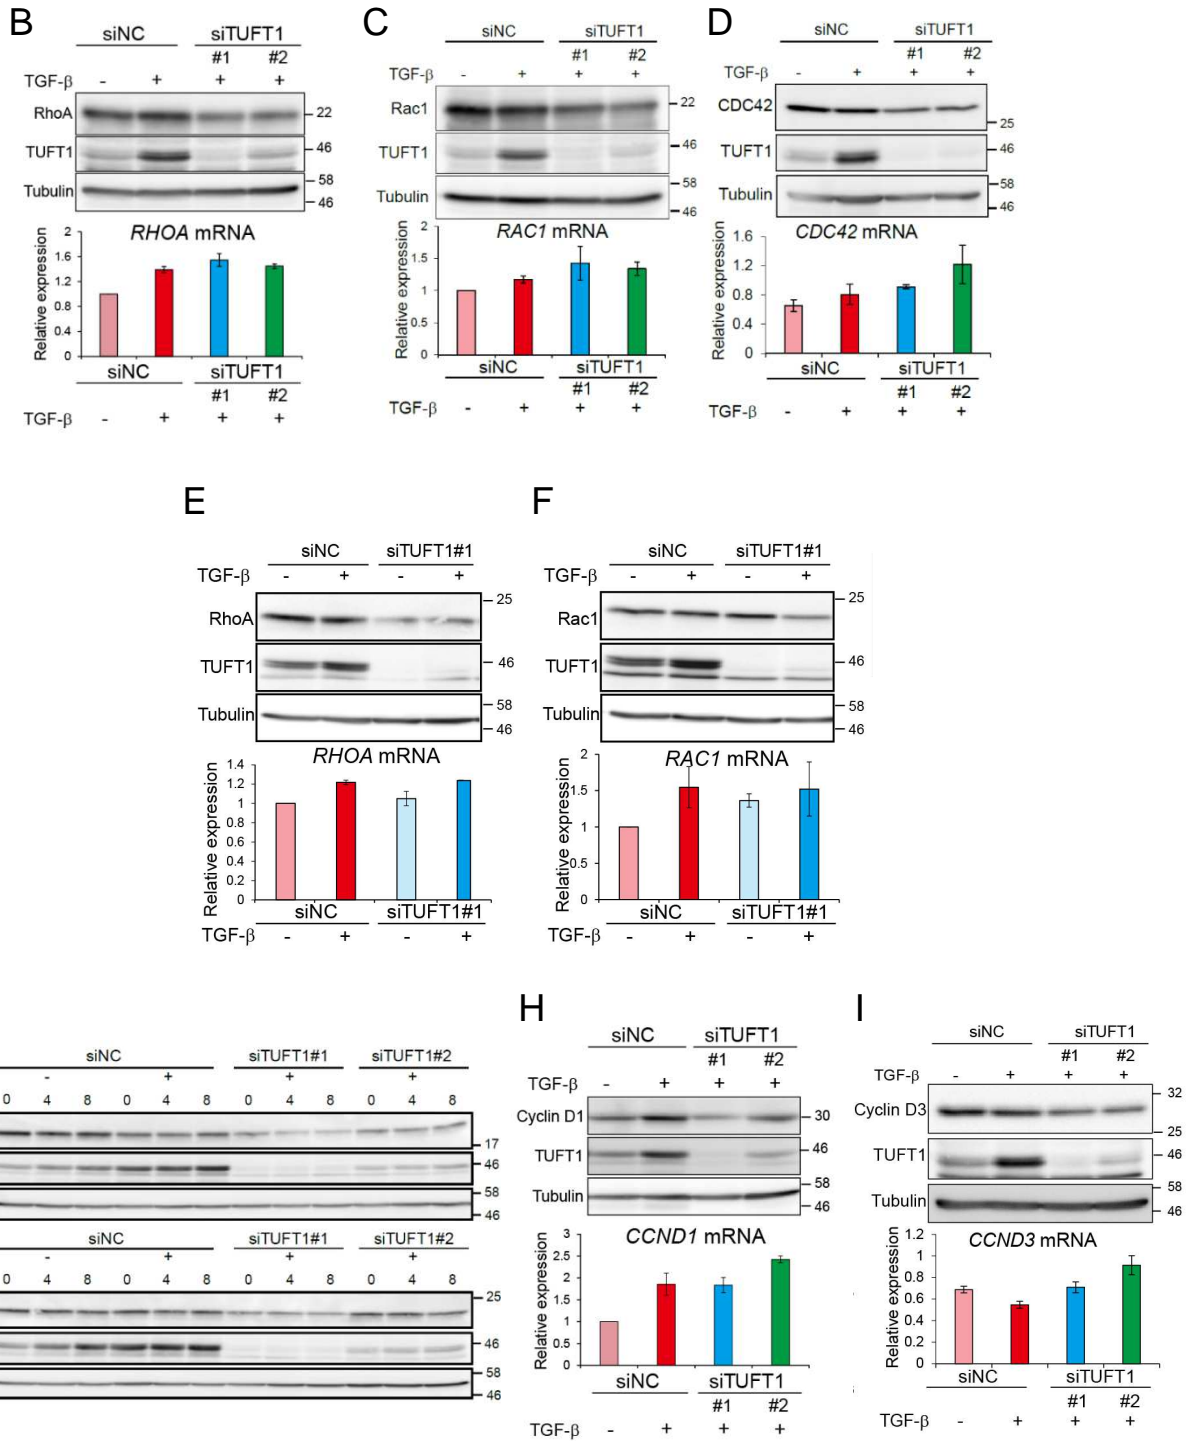 B
siNC siTUFT1
#1 #2
TGF-β - + + +
RhoA 22
TUFT1 46
Tubulin 58
46
RHOA mRNA
Relative expression
2
1.6
1.2
0.8
0.4
0
siNC siTUFT1
#1 #2
TGF-β - + + +
C
siNC siTUFT1
#1 #2
TGF-β - + + +
Rac1 22
TUFT1 46
Tubulin 58
46
RAC1 mRNA
Relative expression
2
1.5
1
0.5
0
siNC siTUFT1
#1 #2
TGF-β - + + +
D
siNC siTUFT1
#1 #2
TGF-β - + + +
CDC42 25
TUFT1 46
Tubulin 58
46
CDC42 mRNA
Relative expression
1.6
1.2
0.8
0.4
0
siNC siTUFT1
#1 #2
TGF-β - + + +
E
siNC siTUFT1#1
TGF-β - + - +
25
RhoA
TUFT1 46
Tubulin 58
46
RHOA mRNA
Relative expression
1.4
1.2
1
0.8
0.6
0.4
0.2
0
siNC siTUFT1#1
TGF-β - + - +
F
siNC siTUFT1#1
TGF-β - + - +
25
Rac1
TUFT1 46
Tubulin 58
46
RAC1 mRNA
Relative expression
2
1.5
1
0.5
0
siNC siTUFT1#1
TGF-β - + - +
siNC siTUFT1#1 siTUFT1#2
- + + +
0 4 8 0 4 8 0 4 8 0 4 8
17
46
58
46
siNC siTUFT1#1 siTUFT1#2
- + + +
0 4 8 0 4 8 0 4 8 0 4 8
25
46
58
46
H
siNC siTUFT1
#1 #2
TGF-β - + + +
Cyclin D1 30
TUFT1 46
Tubulin 58
46
CCND1 mRNA
Relative expression
3
2.5
2
1.5
1
0.5
0
siNC siTUFT1
#1 #2
TGF-β - + + +
I
siNC siTUFT1
#1 #2
TGF-β - + + +
32
Cyclin D3
25
TUFT1 46
Tubulin 58
46
CCND3 mRNA
Relative expression
1.2
1
0.8
0.6
0.4
0.2
0
siNC siTUFT1
#1 #2
TGF-β - + + +